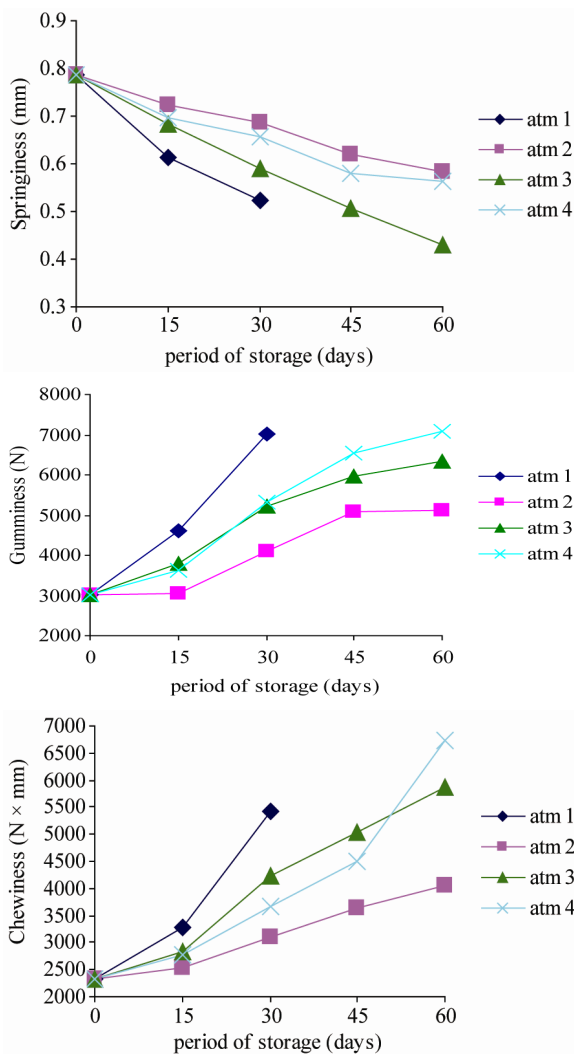 0.9
0.8
0.7
0.6
0.5
0.4
0.3
Springiness (mm)
0 15 30 45 60
period of storage (days)
atm 1
atm 2
atm 3
atm 4
8000
7000
6000
5000
4000
3000
2000
Gumminess (N)
0 15 30 45 60
period of storage (days)
atm 1
atm 2
atm 3
atm 4
7000
6500
6000
5500
5000
4500
4000
3500
3000
2500
2000
Chewiness (N × mm)
0 15 30 45 60
period of storage (days)
atm 1
atm 2
atm 3
atm 4